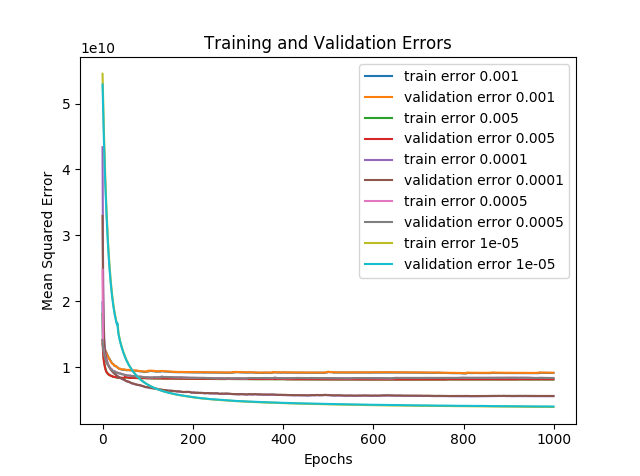 Training and Validation Errors
1e10
train error 0.001
validation error 0.001
train error 0.005
validation error 0.005
train error 0.0001
validation error 0.0001
train error 0.0005
validation error 0.0005
train error 1e-05
validation error 1e-05
5
4
3
2
1
Mean Squared Error
0 200 400 600 800 1000
Epochs